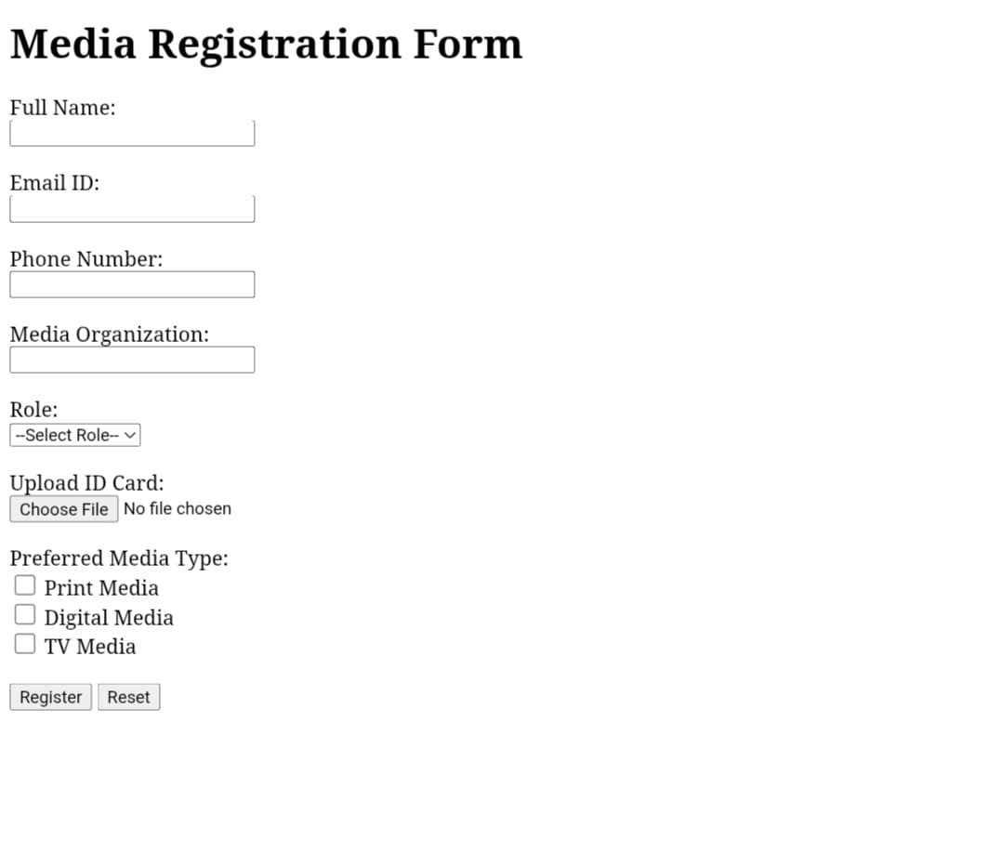 Media Registration Form
Full Name:
Email ID:
Phone Number:
Media Organization:
Role:
--Select Role--
Upload ID Card:
Choose File No file chosen
Preferred Media Type:
Print Media
Digital Media
TV Media
Register Reset